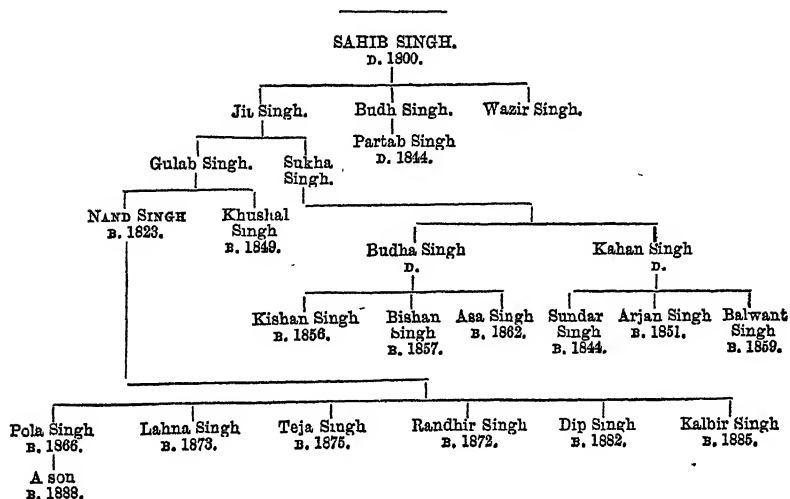 SAHIB SINGH.
D. 1800.
Jit Singh. Budh Singh. Wazir Singh.
Partab Singh
D. 1844.
Gulab Singh. Sukha
Singh.
NAND SINGH
B. 1823.
Khushal
Singh
B. 1849.
Budha Singh
D.
Kahan Singh
D.
Kishan Singh
B. 1856.
Bishan
Singh
B. 1857.
Asa Singh
B. 1862.
Sundar
Singh
B. 1844.
Arjan Singh
B. 1851.
Balwant
Singh
B. 1859.
Pola Singh
B. 1866.
Lahna Singh
B. 1873.
Teja Singh
B. 1875.
Randhir Singh
B. 1872.
Dip Singh
B. 1882.
Kalbir Singh
B. 1885.
A son
B. 1888.